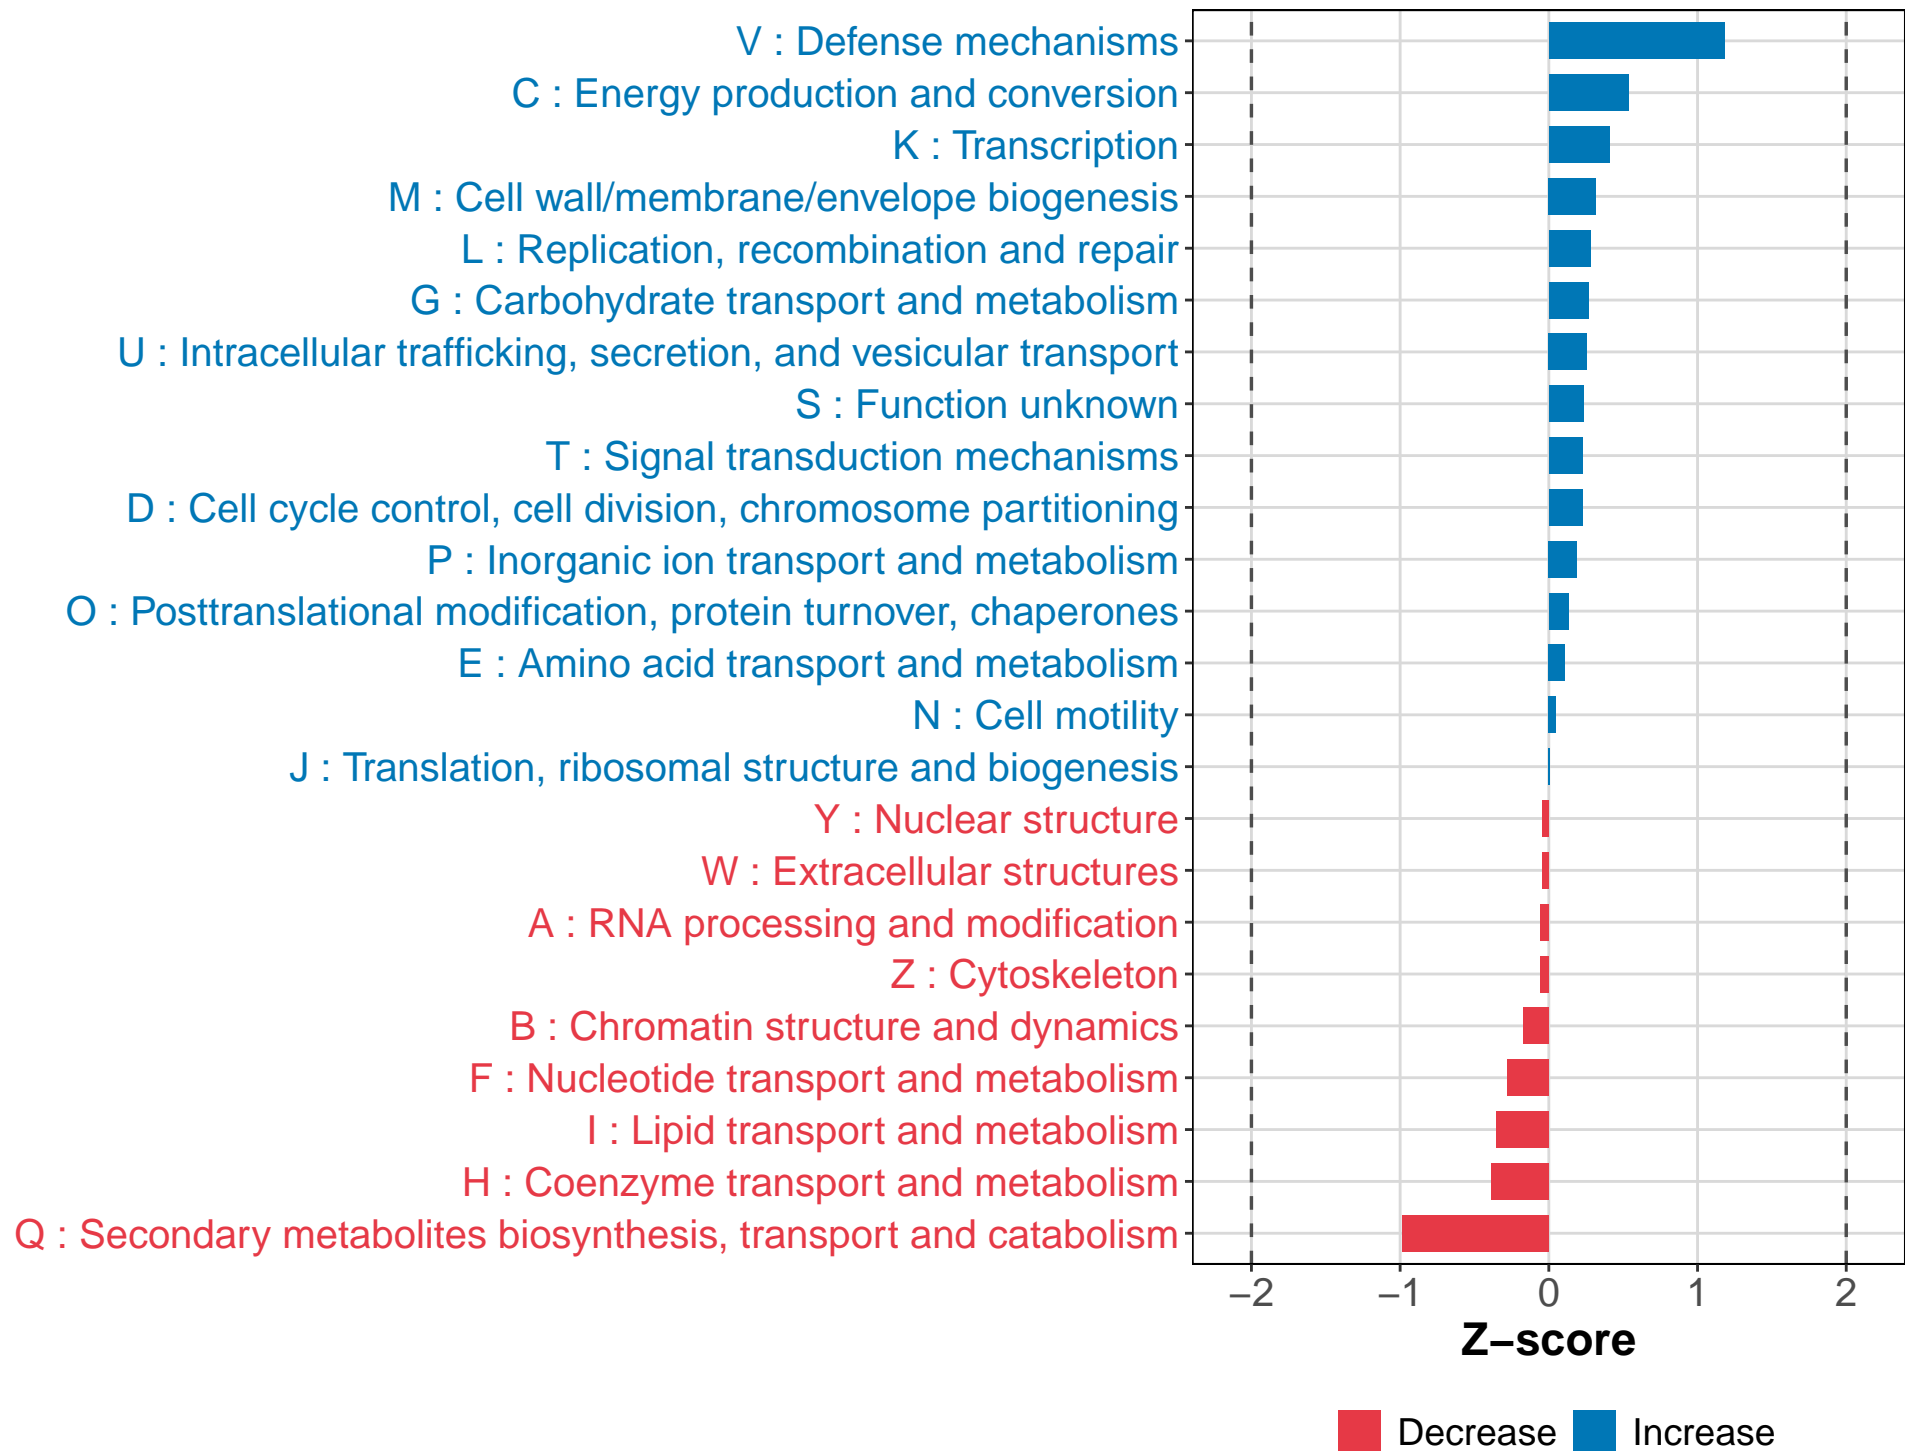 V : Defense mechanisms
C : Energy production and conversion
K : Transcription
M : Cell wall/membrane/envelope biogenesis
L : Replication, recombination and repair
G : Carbohydrate transport and metabolism
U : Intracellular trafficking, secretion, and vesicular transport
S : Function unknown
T : Signal transduction mechanisms
D : Cell cycle control, cell division, chromosome partitioning
P : Inorganic ion transport and metabolism
O : Posttranslational modification, protein turnover, chaperones
E : Amino acid transport and metabolism
N : Cell motility
J : Translation, ribosomal structure and biogenesis
Y : Nuclear structure
W : Extracellular structures
A : RNA processing and modification
Z : Cytoskeleton
B : Chromatin structure and dynamics
F : Nucleotide transport and metabolism
I : Lipid transport and metabolism
H : Coenzyme transport and metabolism
Q : Secondary metabolites biosynthesis, transport and catabolism
−2 −1 0 1 2
Z−score
Decrease Increase